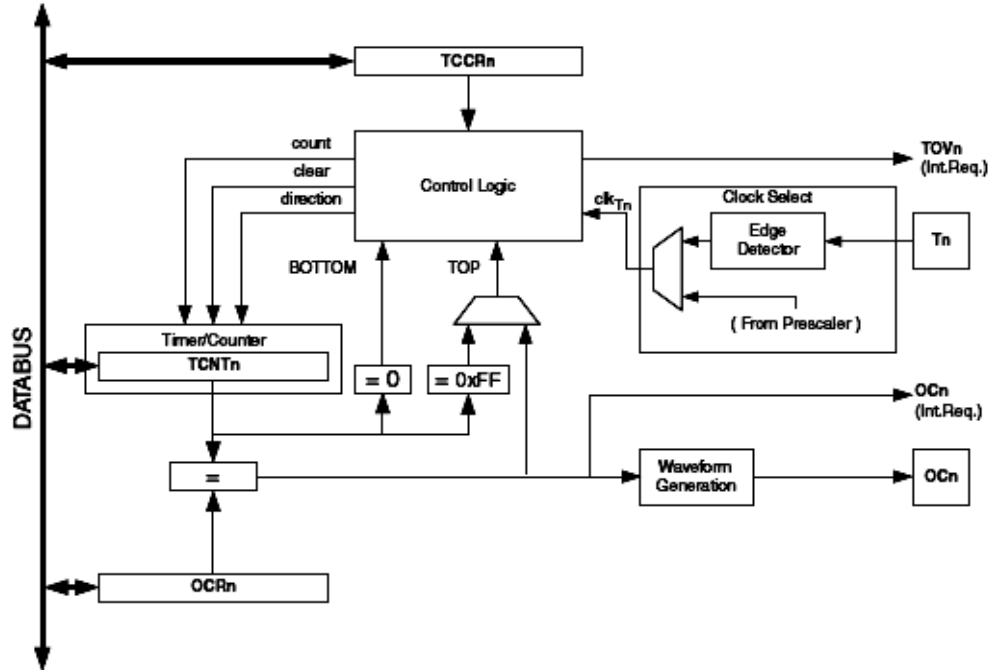 TCCRn
count
clear
direction
Control Logic
TOVn
(Int.Req.)
clkTn
Clock Select
Edge
Detector
Tn
( From Prescaler )
BOTTOM
TOP
DATABUS
Timer/Counter
TCNTn
= 0
= 0xFF
OCn
(Int.Req.)
=
Waveform
Generation
OCn
OCRn